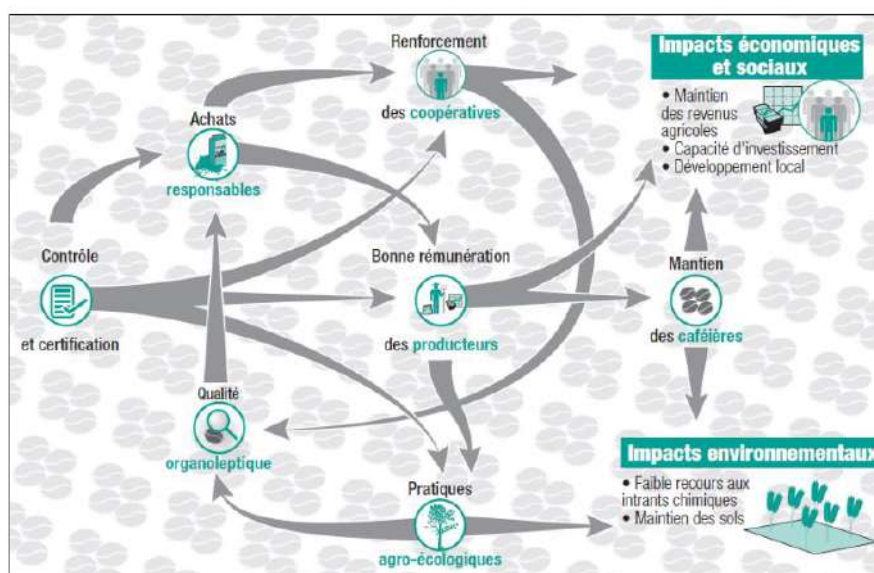 Renforcement
des coopératives
Impacts économiques
et sociaux
• Maintien
des revenus
agricoles
• Capacité d'investissement
• Développement local
Achats
responsables
Contrôle
et certification
Bonne rémunération
des producteurs
Mantien
des caféières
Qualité
organoleptique
Pratiques
agro-écologiques
Impacts environnementaux
• Faible recours aux
intrants chimiques
• Maintien des sols